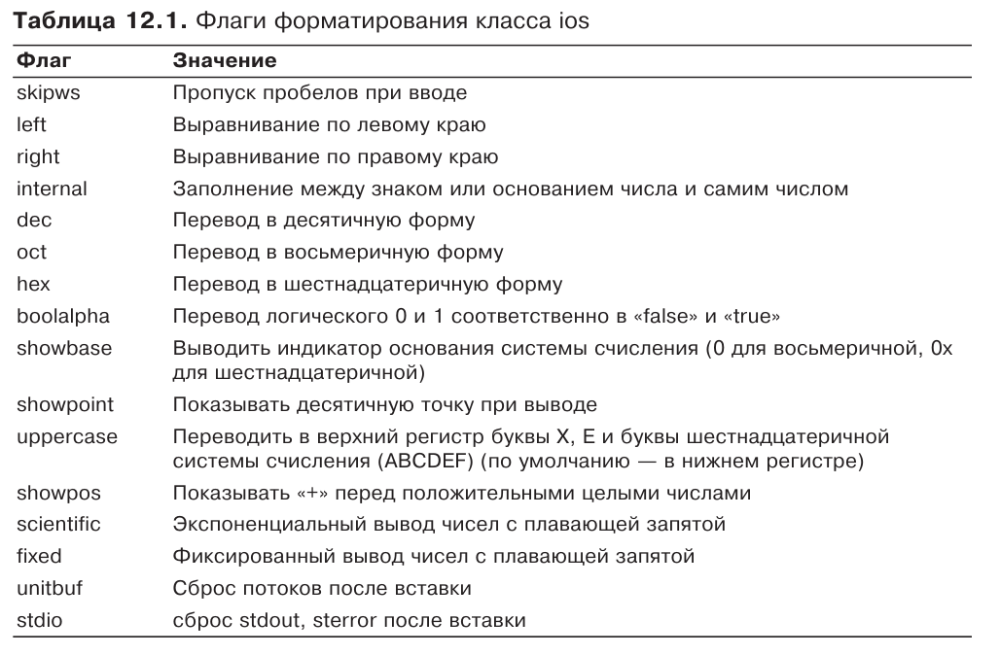 Таблица 12.1. Флаги форматирования класса ios
Флаг Значение
skipws Пропуск пробелов при вводе
left Выравнивание по левому краю
right Выравнивание по правому краю
internal Заполнение между знаком или основанием числа и самим числом
dec Перевод в десятичную форму
oct Перевод в восьмеричную форму
hex Перевод в шестнадцатеричную форму
boolalpha Перевод логического 0 и 1 соответственно в «false» и «true»
showbase Выводить индикатор основания системы счисления (0 для восьмеричной, 0x
для шестнадцатеричной)
showpoint Показывать десятичную точку при выводе
uppercase Переводить в верхний регистр буквы X, E и буквы шестнадцатеричной
системы счисления (ABCDEF) (по умолчанию — в нижнем регистре)
showpos Показывать «+» перед положительными целыми числами
scientific Экспоненциальный вывод чисел с плавающей запятой
fixed Фиксированный вывод чисел с плавающей запятой
unitbuf Сброс потоков после вставки
stdio сброс stdout, sterror после вставки